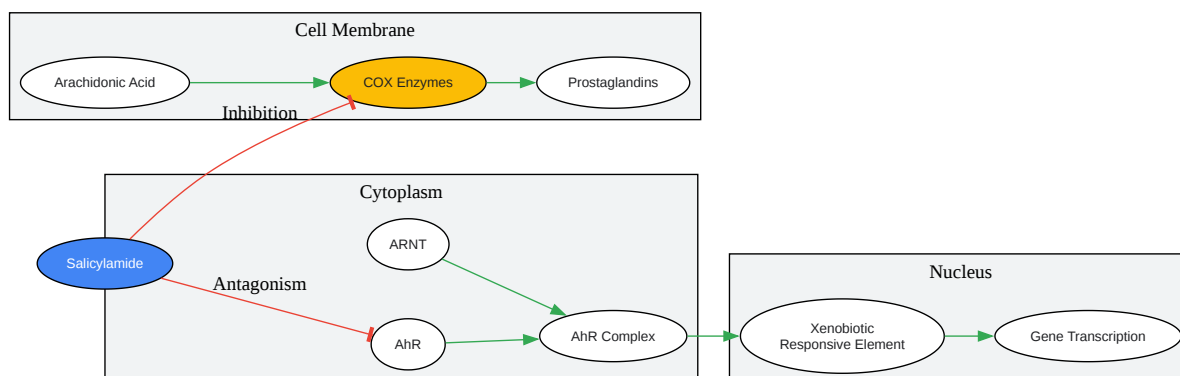 Cell Membrane
Arachidonic Acid
COX Enzymes
Prostaglandins
Inhibition
Cytoplasm
ARNT
Salicylamide
Antagonism
AhR
AhR Complex
Nucleus
Xenobiotic
Responsive Element
Gene Transcription